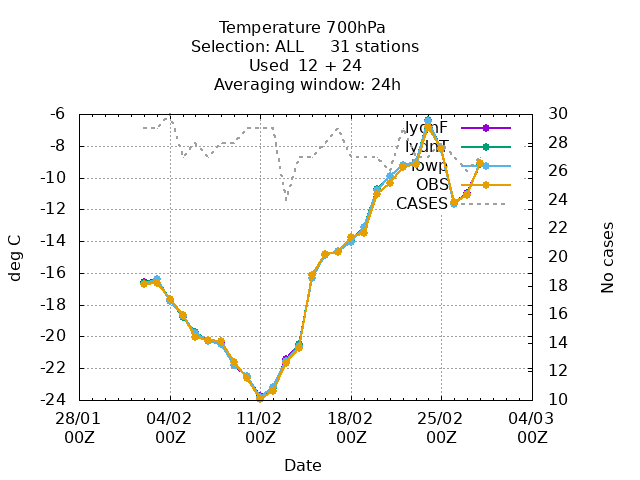 Temperature 700hPa
Selection: ALL 31 stations
Used 12 + 24
Averaging window: 24h
-6
-8
-10
-12
-14
-16
-18
-20
-22
-24
deg C
30
28
26
24
22
20
18
16
14
12
10
No cases
lowp
OBS
CASES
28/01 00Z
04/02 00Z
11/02 00Z
18/02 00Z
25/02 00Z
04/03 00Z
Date